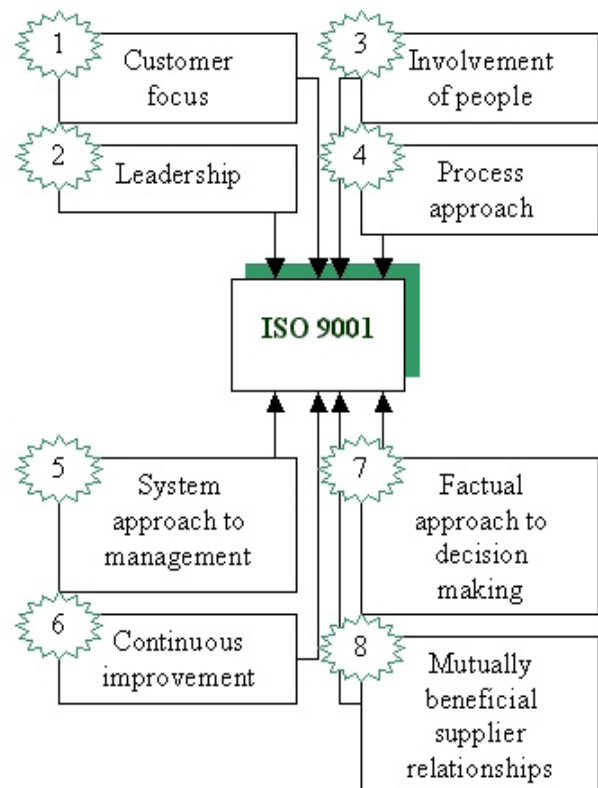 1
Customer
focus
2
Leadership
3
Involvement
of people
4
Process
approach
ISO 9001
5
System
approach to
management
6
Continuous
improvement
7
Factual
approach to
decision
making
8
Mutually
beneficial
supplier
relationships